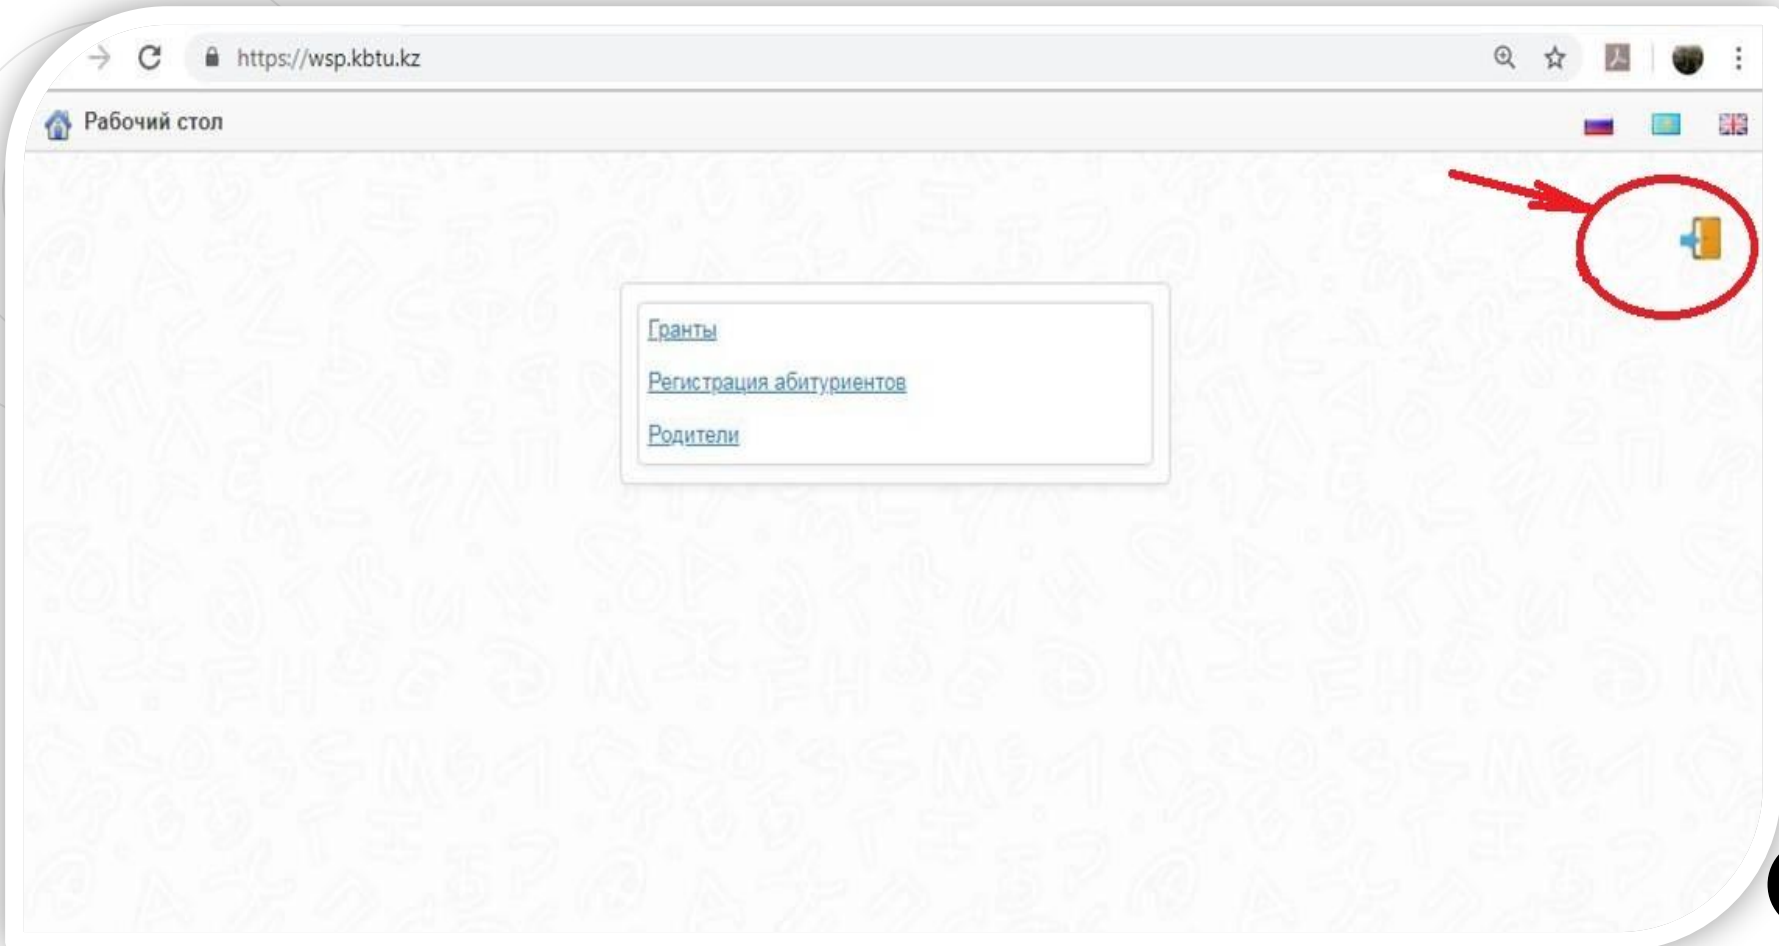 https://wsp.kbtu.kz
Рабочий стол
Гранты
Регистрация абитуриентов
Родители